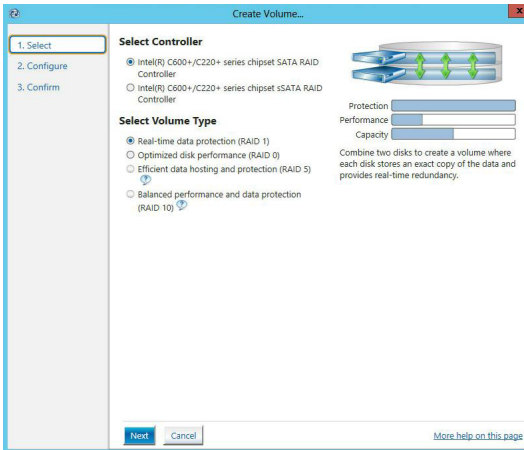 Create Volume...
x
1. Select
2. Configure
3. Confirm
Select Controller
Intel(R) C600+/C220+ series chipset SATA RAID
Controller
Intel(R) C600+/C220+ series chipset sSATA RAID
Controller
Select Volume Type
Real-time data protection (RAID 1)
Optimized disk performance (RAID 0)
Efficient data hosting and protection (RAID 5)
?
Balanced performance and data protection
(RAID 10) ?
Protection
Performance
Capacity
Combine two disks to create a volume where
each disk stores an exact copy of the data and
provides real-time redundancy.
Next
Cancel
More help on this page